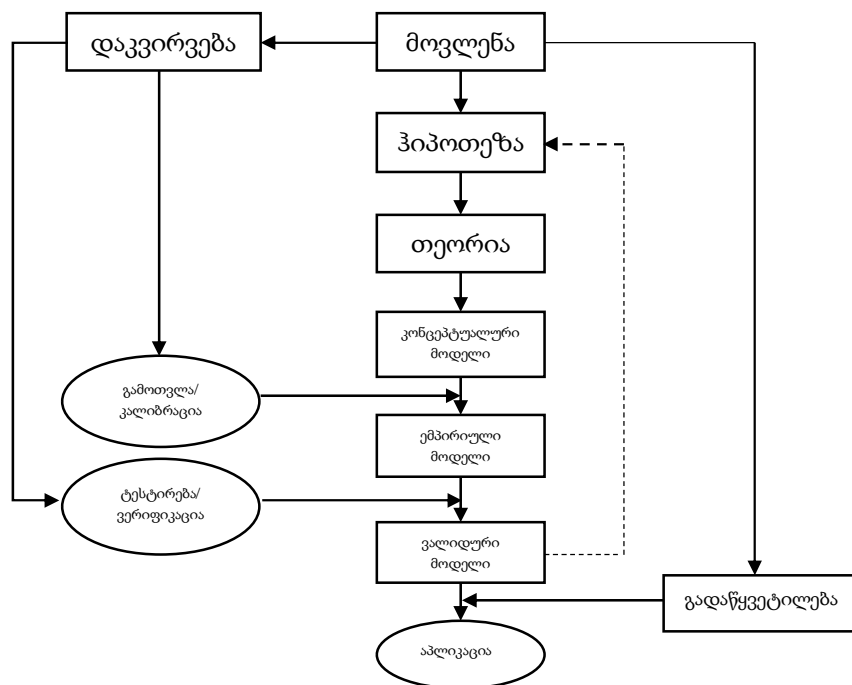 დაკვირვება
მოვლენა
ჰიპოთეზა
თეორია
კონცეპტუალური
მოდელი
გამოთვლა/
კალიბრაცია
ემპირიული
მოდელი
ტესტირება/
ვერიფიკაცია
ვალიდური
მოდელი
გადაწყვეტილება
აპლიკაცია